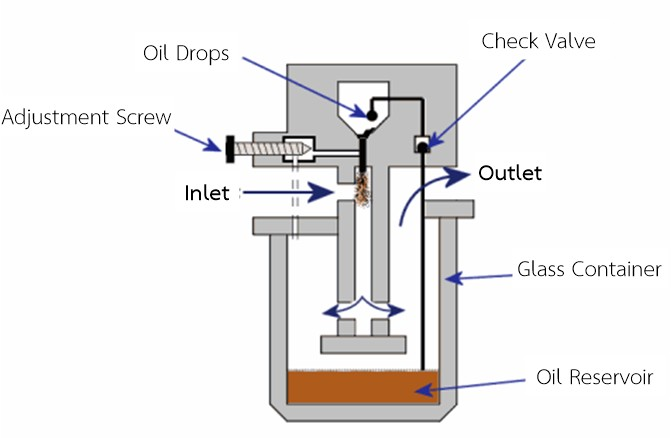 Check Valve
Oil Drops
Adjustment Screw
Outlet
Inlet
Glass Container
Oil Reservoir